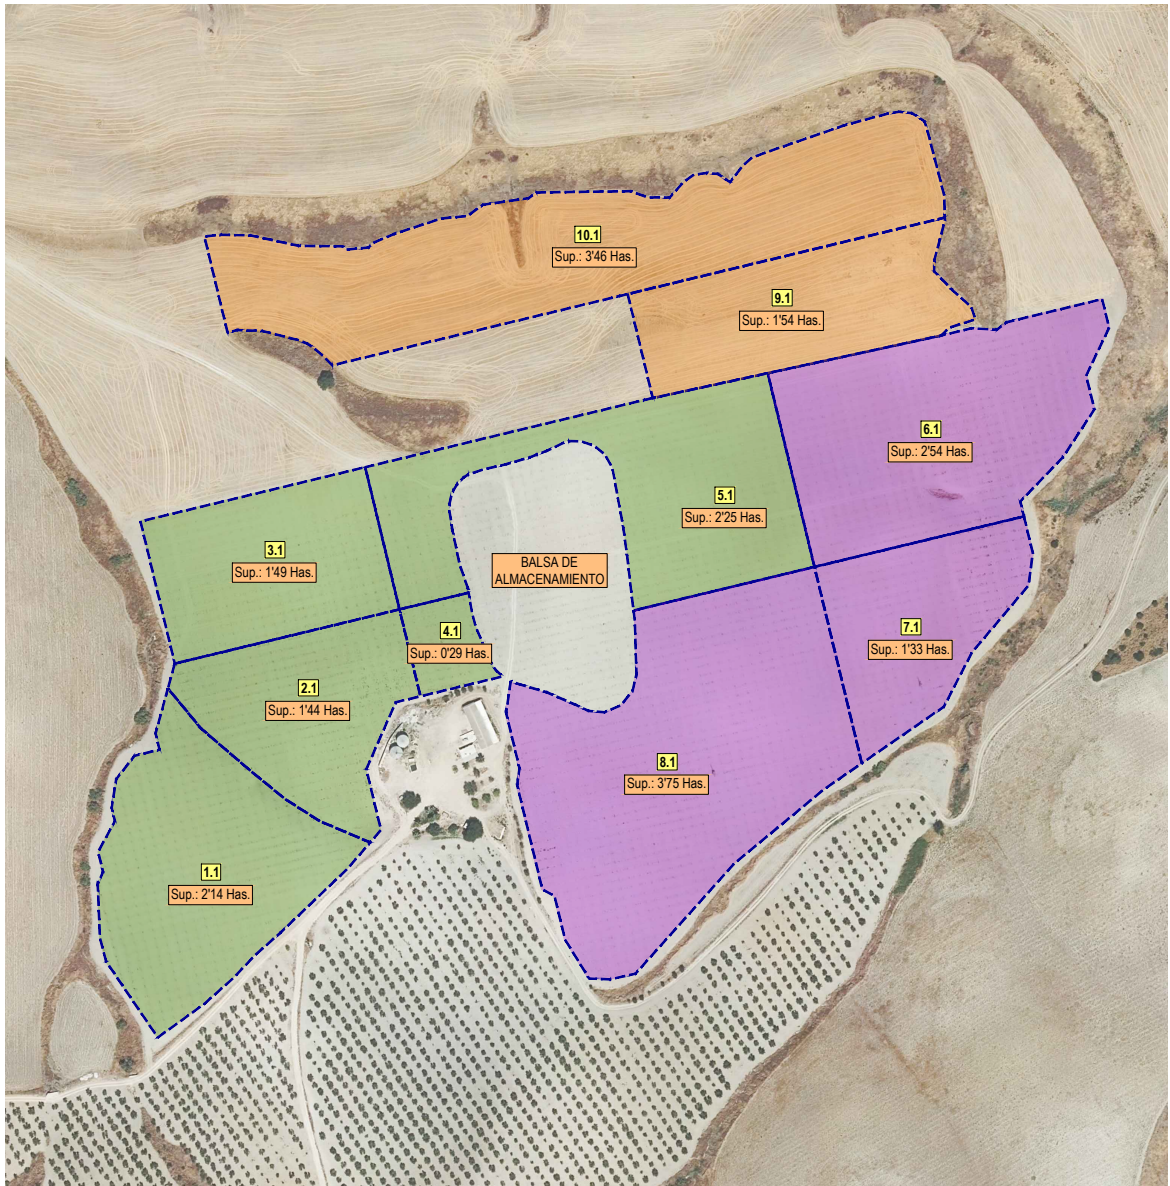 10.1
Sup.: 3'46 Has.
9.1
Sup.: 1'54 Has.
6.1
Sup.: 2'54 Has.
5.1
Sup.: 2'25 Has.
3.1
Sup.: 1'49 Has.
BALSA DE
ALMACENAMIENTO
4.1
Sup.: 0'29 Has.
7.1
Sup.: 1'33 Has.
2.1
Sup.: 1'44 Has.
8.1
Sup.: 3'75 Has.
1.1
Sup.: 2'14 Has.